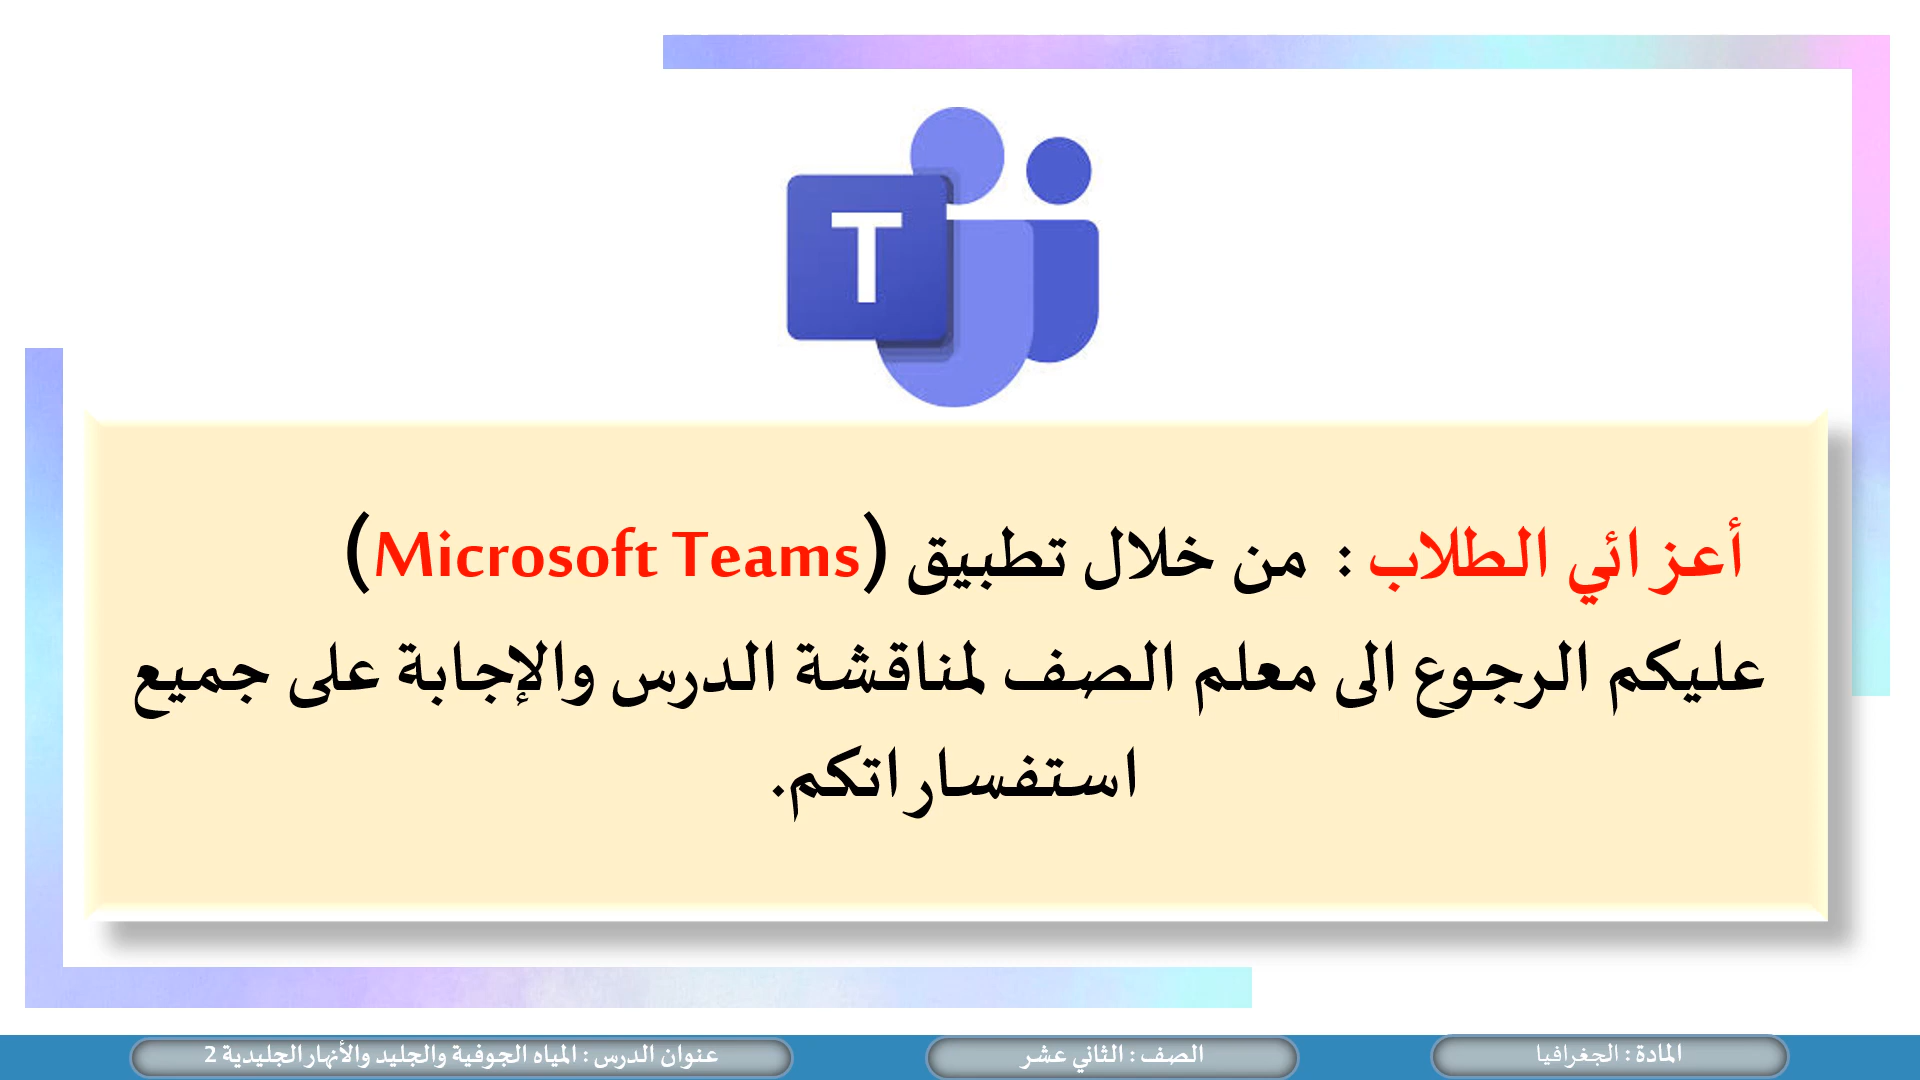 T
أعزائي الطلاب : من خلال تطبيق (Microsoft Teams)
عليكم الرجوع الى معلم الصف لمناقشة الدرس والإجابة على جميع
استفساراتكم.
المادة : الجغرافيا
الصف : الثاني عشر
عنوان الدرس : المياه الجوفية والجليد والأنهار الجليدية 2